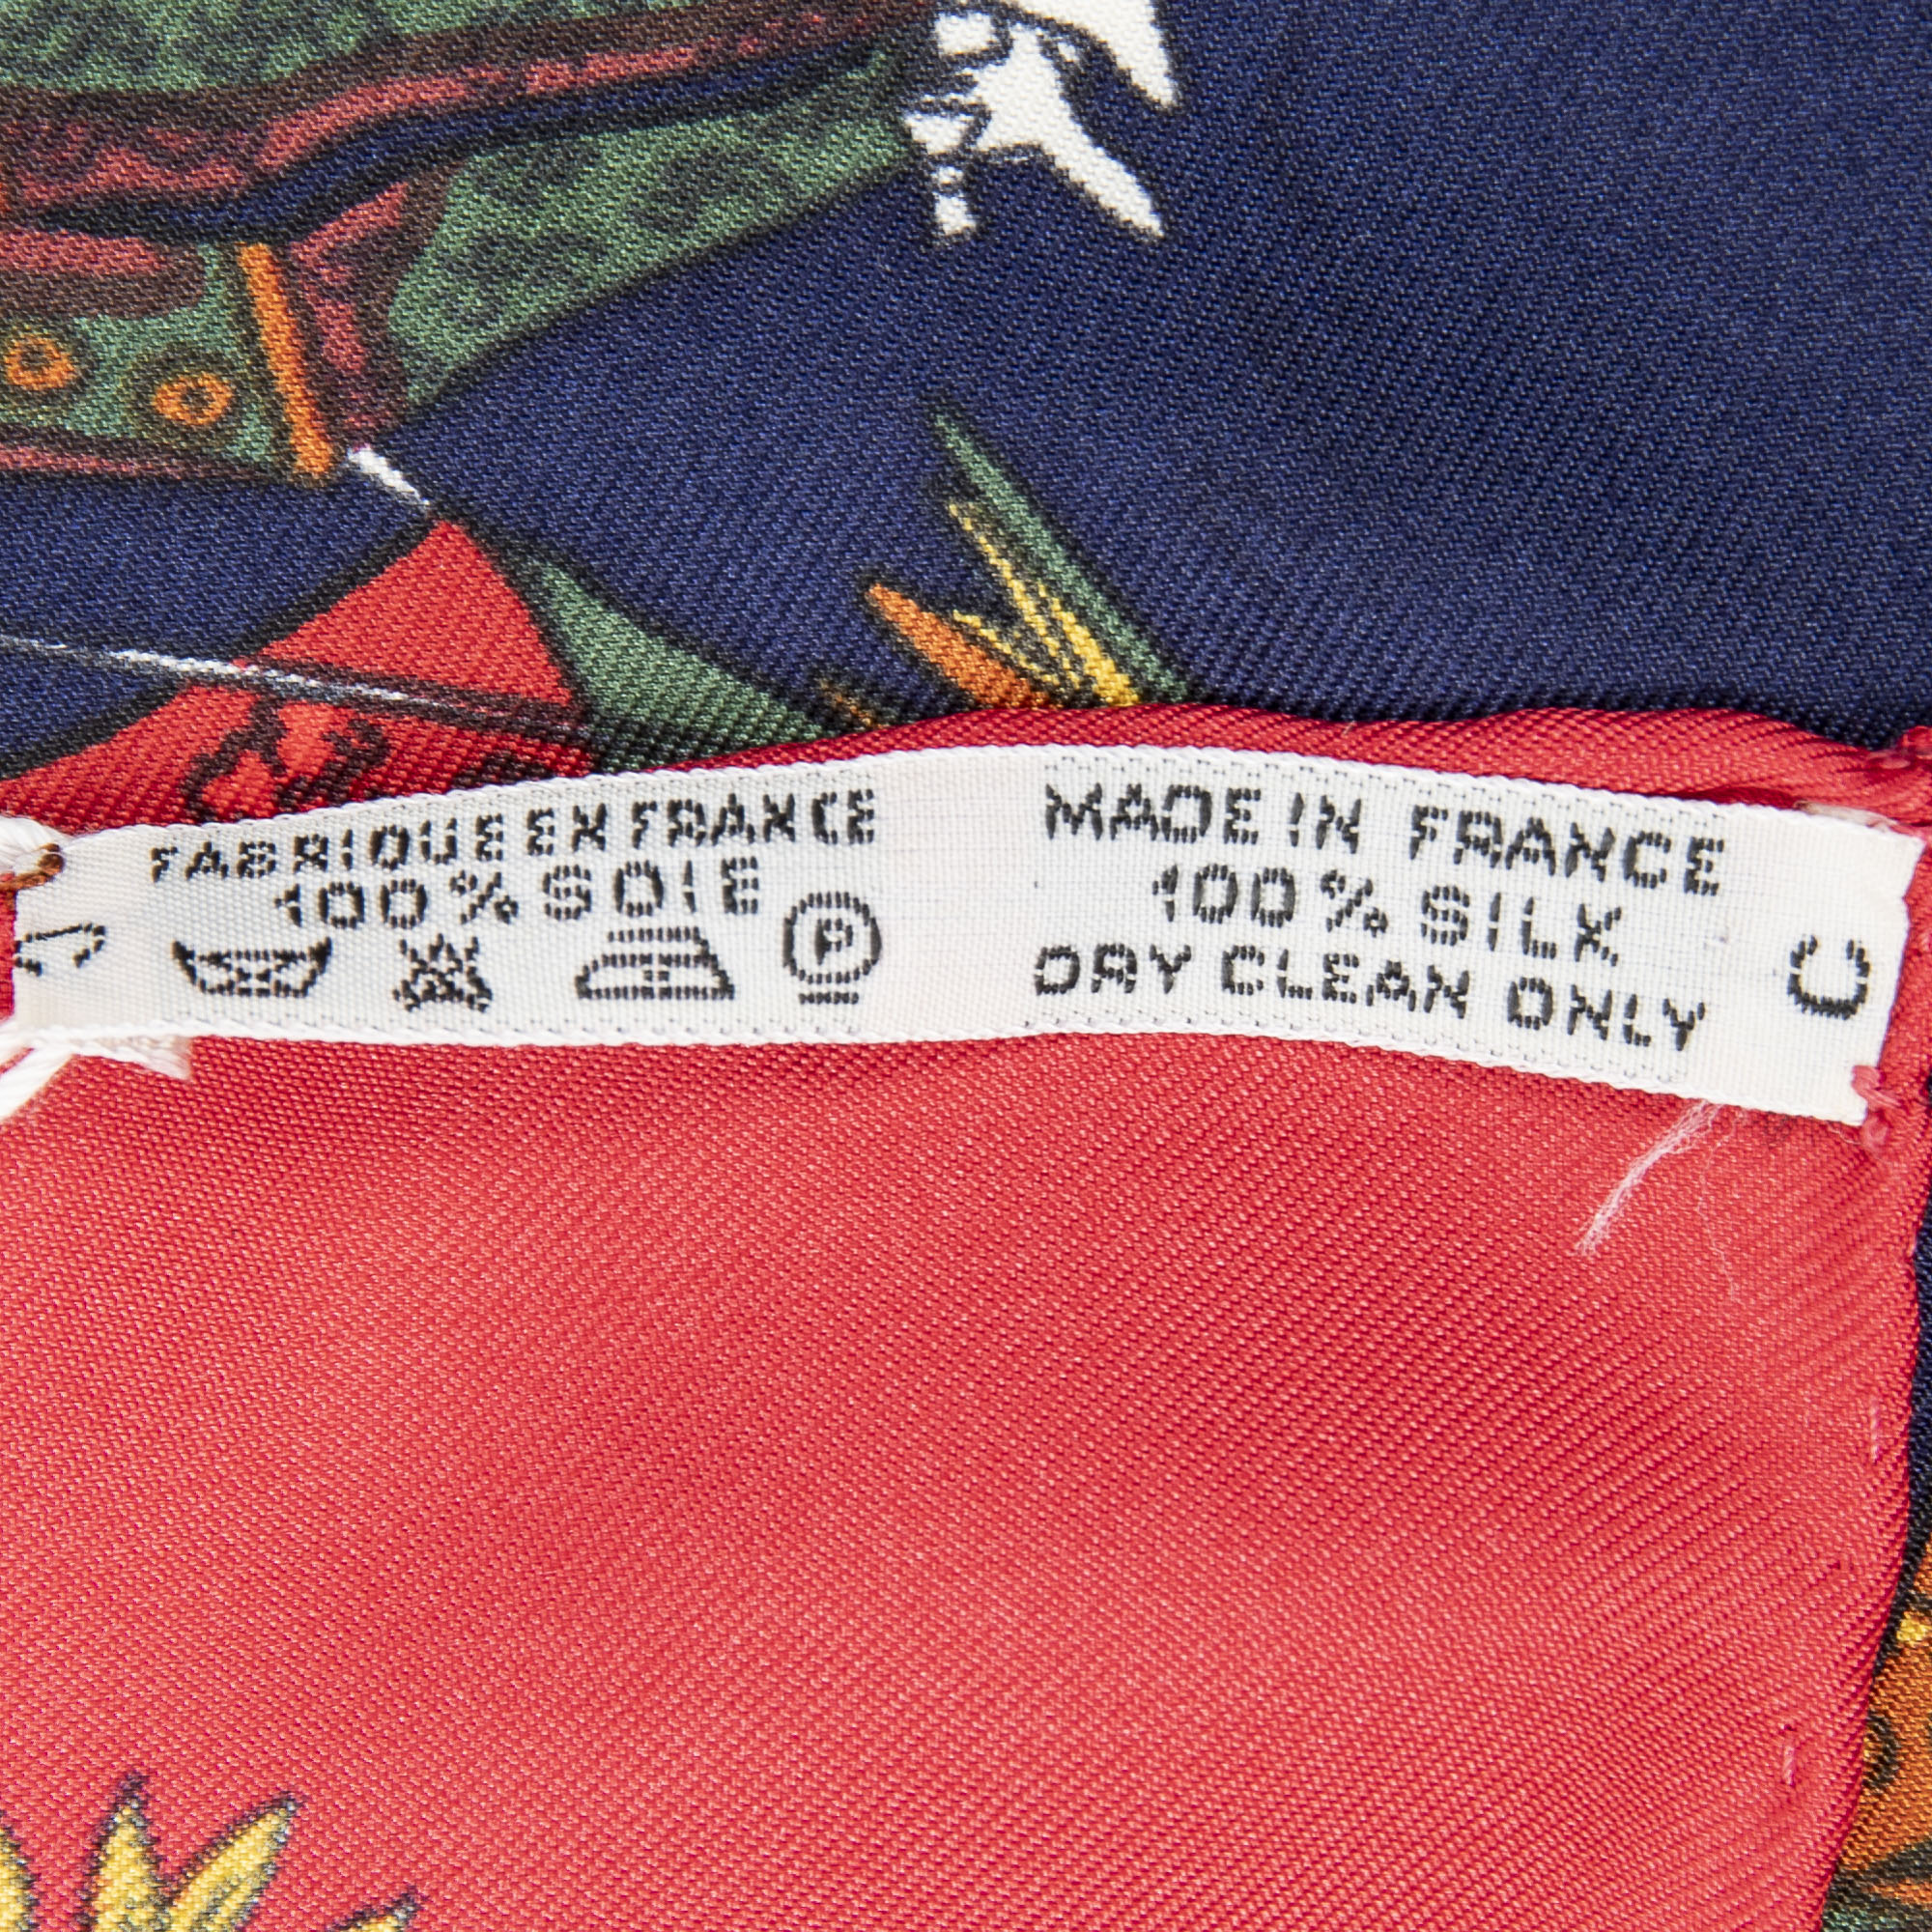 FABRIQUE EN FRANCE
100% SOIE
P
MADE IN FRANCE
100% SILK
DRY CLEAN ONLY
C